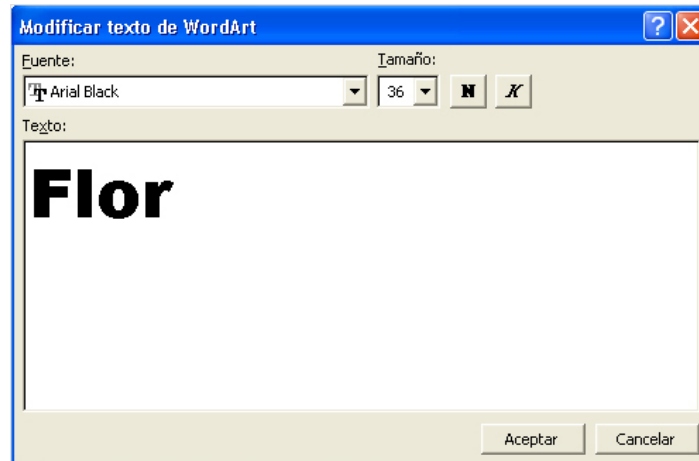 Modificar texto de WordArt
Fuente: Tamaño:
Arial Black 36 N K
Texto:
Flor
Aceptar Cancelar